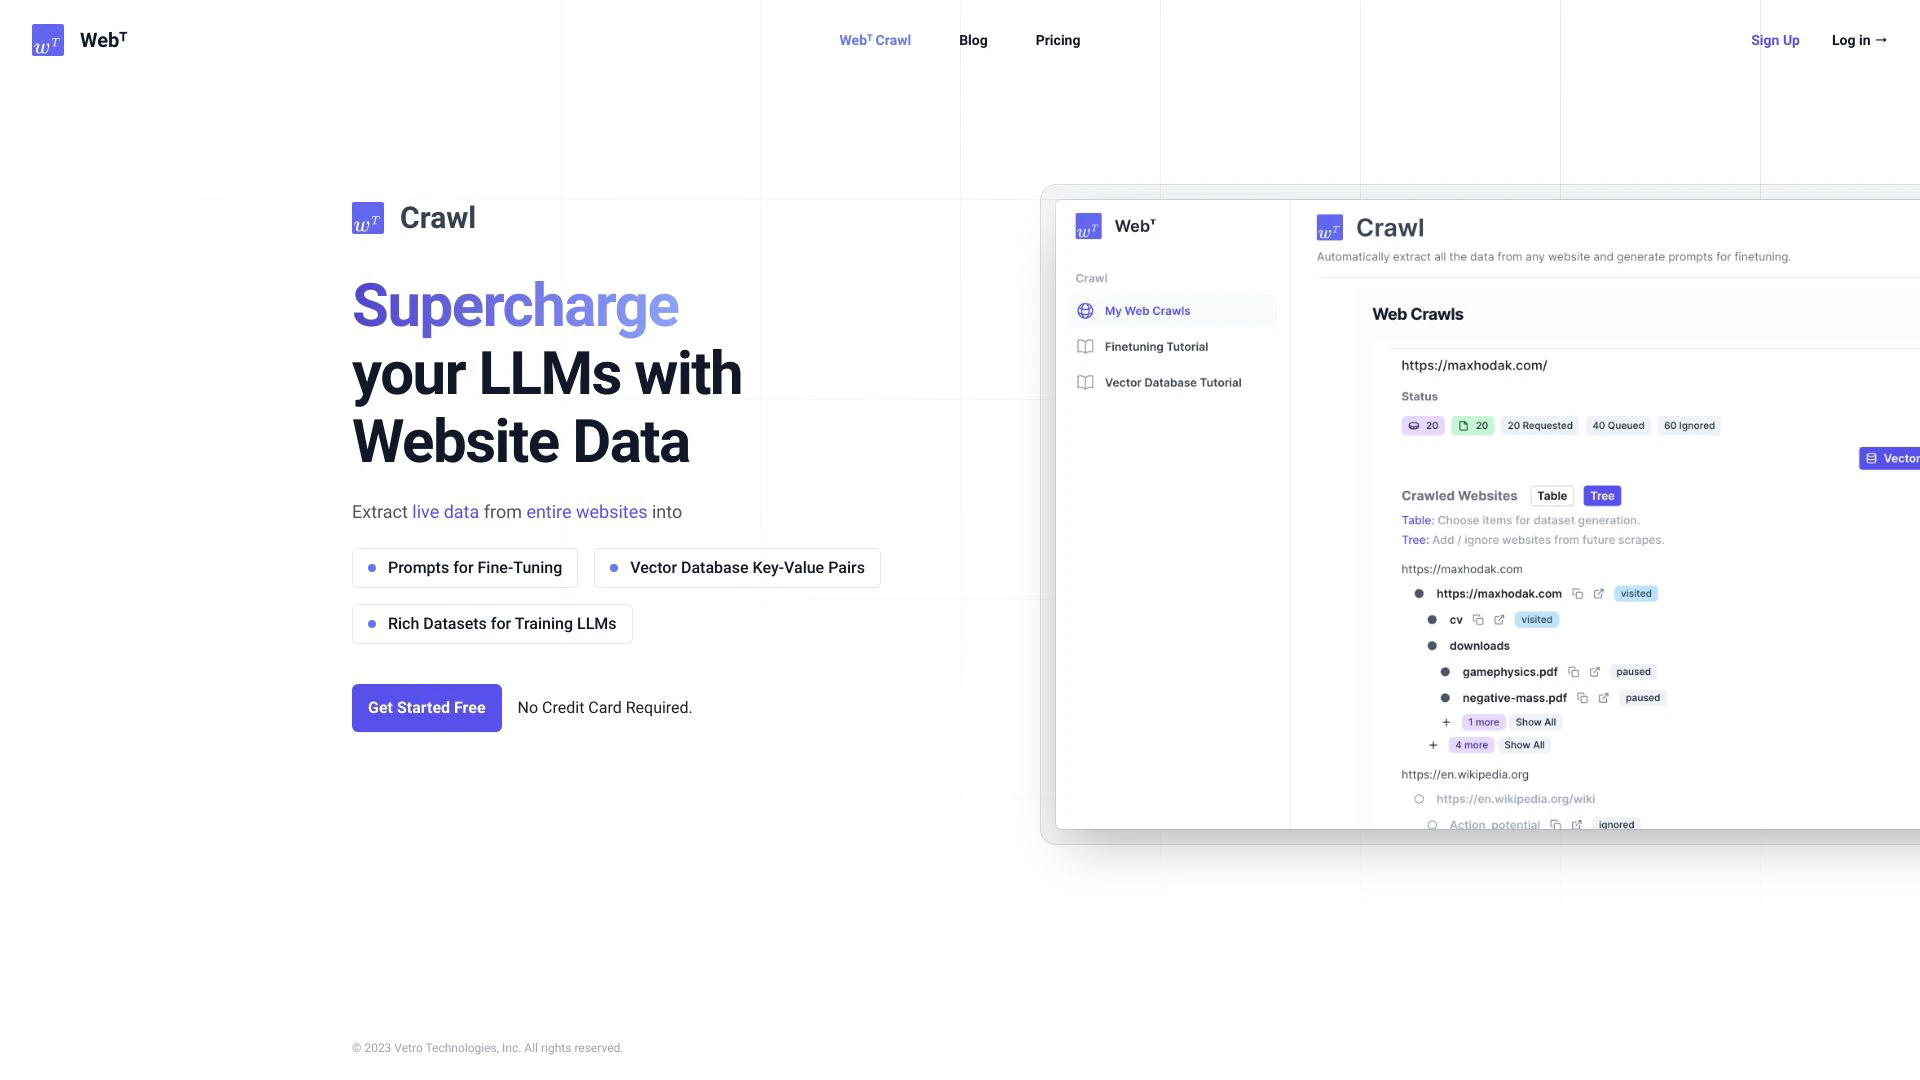 wT Webᵀ
Webᵀ Crawl
Blog
Pricing
Sign Up
Log in →
wT Crawl
Supercharge
your LLMs with
Website Data
Extract live data from entire websites into
Prompts for Fine-Tuning
Vector Database Key-Value Pairs
Rich Datasets for Training LLMs
Get Started Free
No Credit Card Required.
wT Webᵀ
Crawl
My Web Crawls
Finetuning Tutorial
Vector Database Tutorial
wT Crawl
Automatically extract all the data from any website and generate prompts for finetuning.
Web Crawls
https://maxhodak.com/
Status
20 20 20 Requested 40 Queued 60 Ignored
Vector
Crawled Websites Table Tree
Table: Choose items for dataset generation.
Tree: Add / ignore websites from future scrapes.
https://maxhodak.com
https://maxhodak.com visited
cv visited
downloads
gamephysics.pdf paused
negative-mass.pdf paused
+ 1 more Show All
+ 4 more Show All
https://en.wikipedia.org
https://en.wikipedia.org/wiki
Action_potential ignored
© 2023 Vetro Technologies, Inc. All rights reserved.